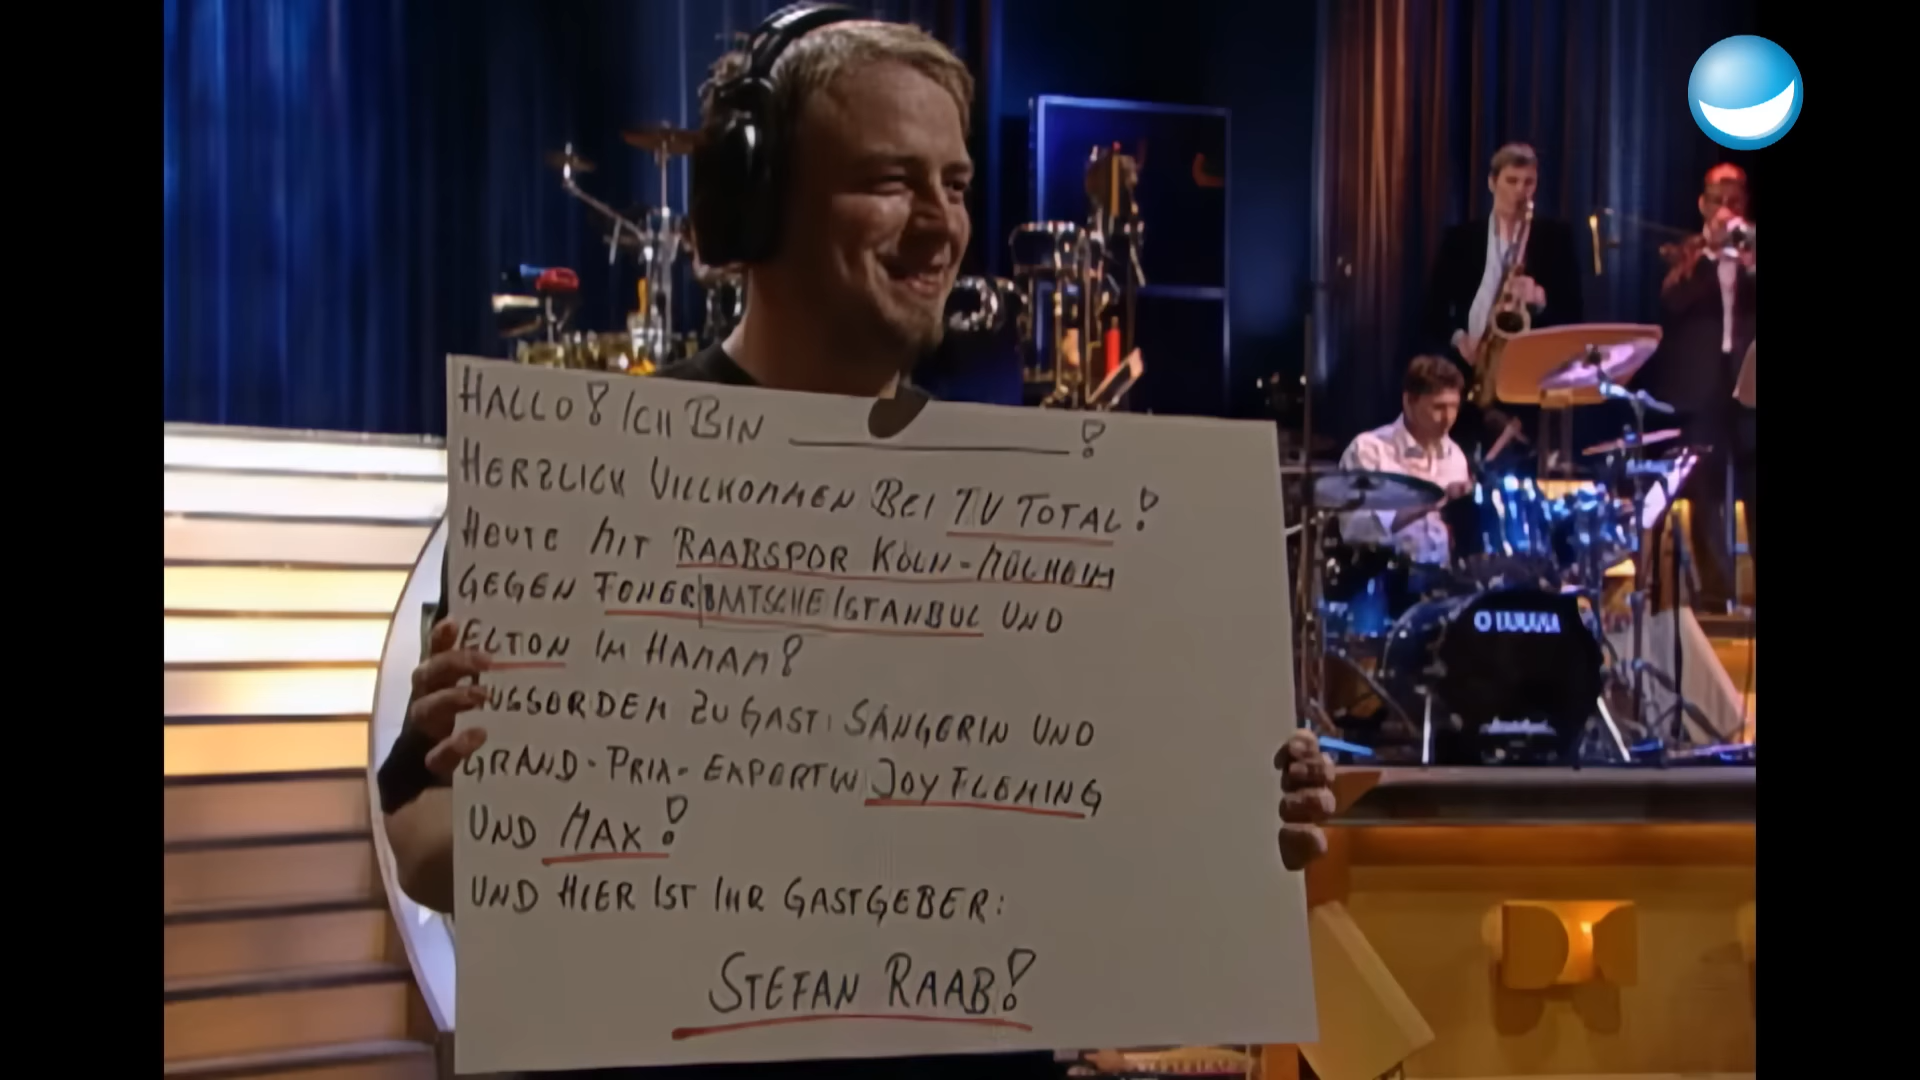 HALLO! ICH BIN ____________!
HERZLICH WILLKOMMEN BEI TV TOTAL!
HEUTE MIT RAABSPOR KÖLN-MÜLHEIM
GEGEN ISTANBUL UND
ELTON IM HAMAM!
AUSSERDEM ZU GAST: SÄNGERIN UND
GRAND-PRIX-EXPERTIN JOY FLEMING
UND MAX!
UND HIER IST IHR GASTGEBER:
STEFAN RAAB!
YAMAHA